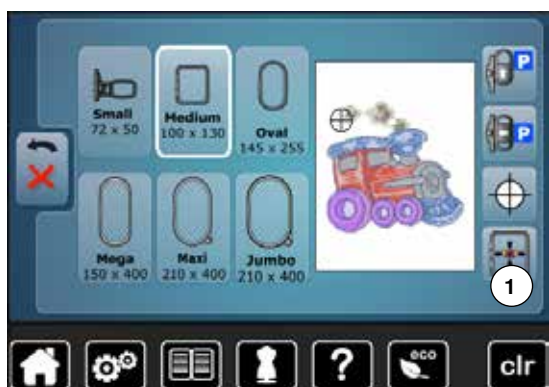 P
Small
72 x 50
Medium
100 x 130
Oval
145 x 255
P
Mega
150 x 400
Maxi
210 x 400
Jumbo
210 x 400
1
?
eco
clr